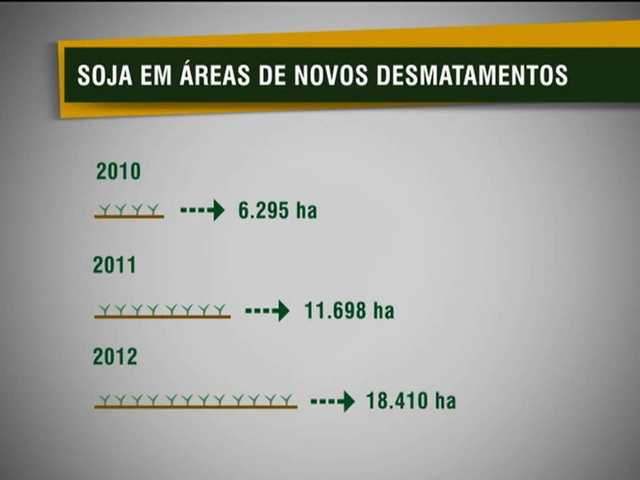 SOJA EM ÁREAS DE NOVOS DESMATAMENTOS
2010
6.295 ha
2011
11.698 ha
2012
18.410 ha